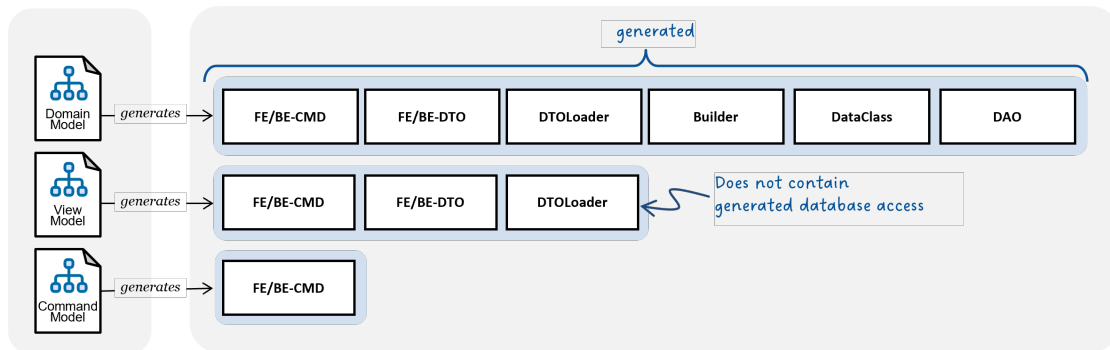 generated
Domain
Model
generates
FE/BE-CMD
FE/BE-DTO
DTOLoader
Builder
DataClass
DAO
View
Model
generates
FE/BE-CMD
FE/BE-DTO
DTOLoader
Does not contain
generated database access
Command
Model
generates
FE/BE-CMD